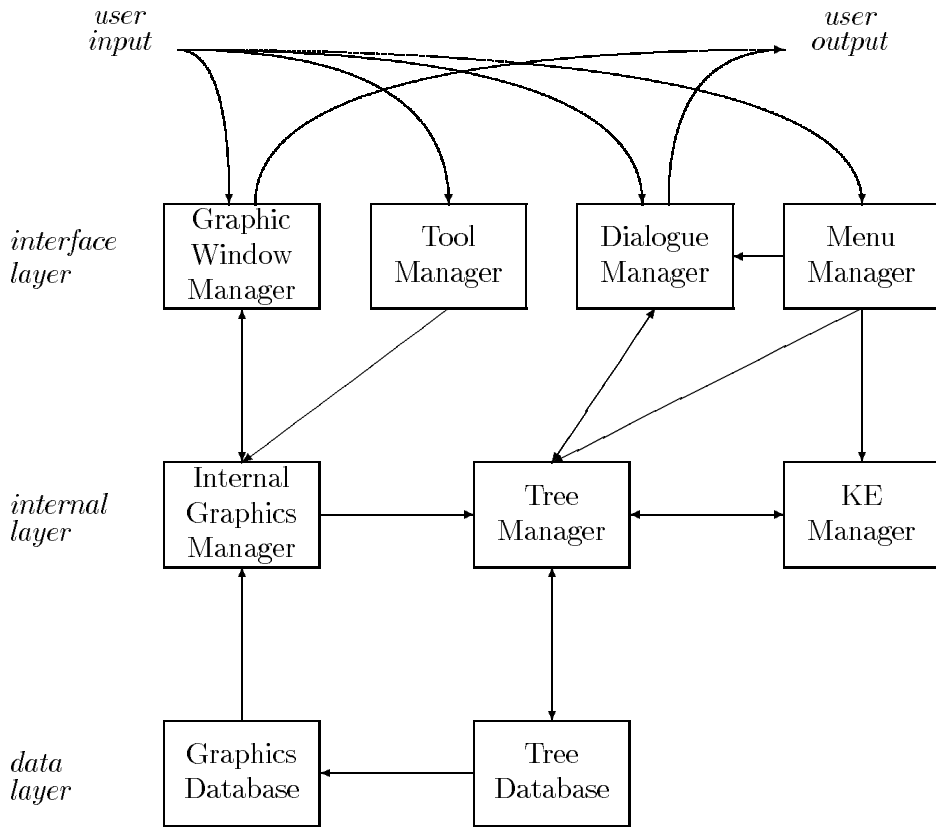 user
input
user
output
interface
layer
Graphic
Window
Manager
Tool
Manager
Dialogue
Manager
Menu
Manager
internal
layer
Internal
Graphics
Manager
Tree
Manager
KE
Manager
data
layer
Graphics
Database
Tree
Database